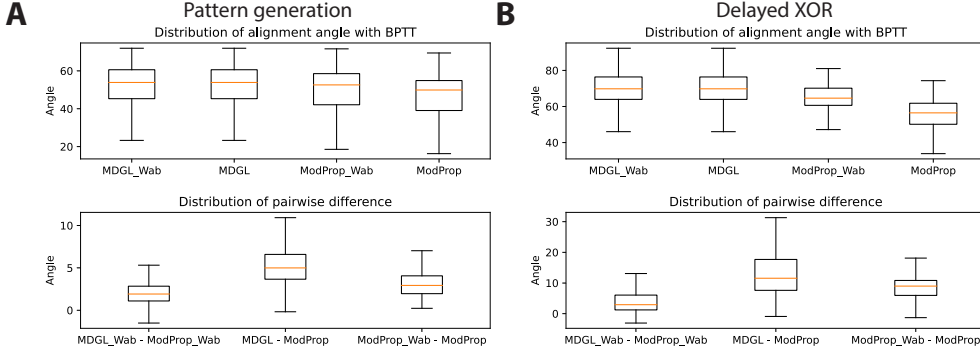 A
Pattern generation
Distribution of alignment angle with BPTT
Angle
60
40
20
MDGL_Wab MDGL ModProp_Wab ModProp
Distribution of pairwise difference
Angle
10
5
0
MDGL_Wab - ModProp_Wab MDGL - ModProp ModProp_Wab - ModProp
B
Delayed XOR
Distribution of alignment angle with BPTT
Angle
80
60
40
MDGL_Wab MDGL ModProp_Wab ModProp
Distribution of pairwise difference
Angle
30
20
10
0
MDGL_Wab - ModProp_Wab MDGL - ModProp ModProp_Wab - ModProp